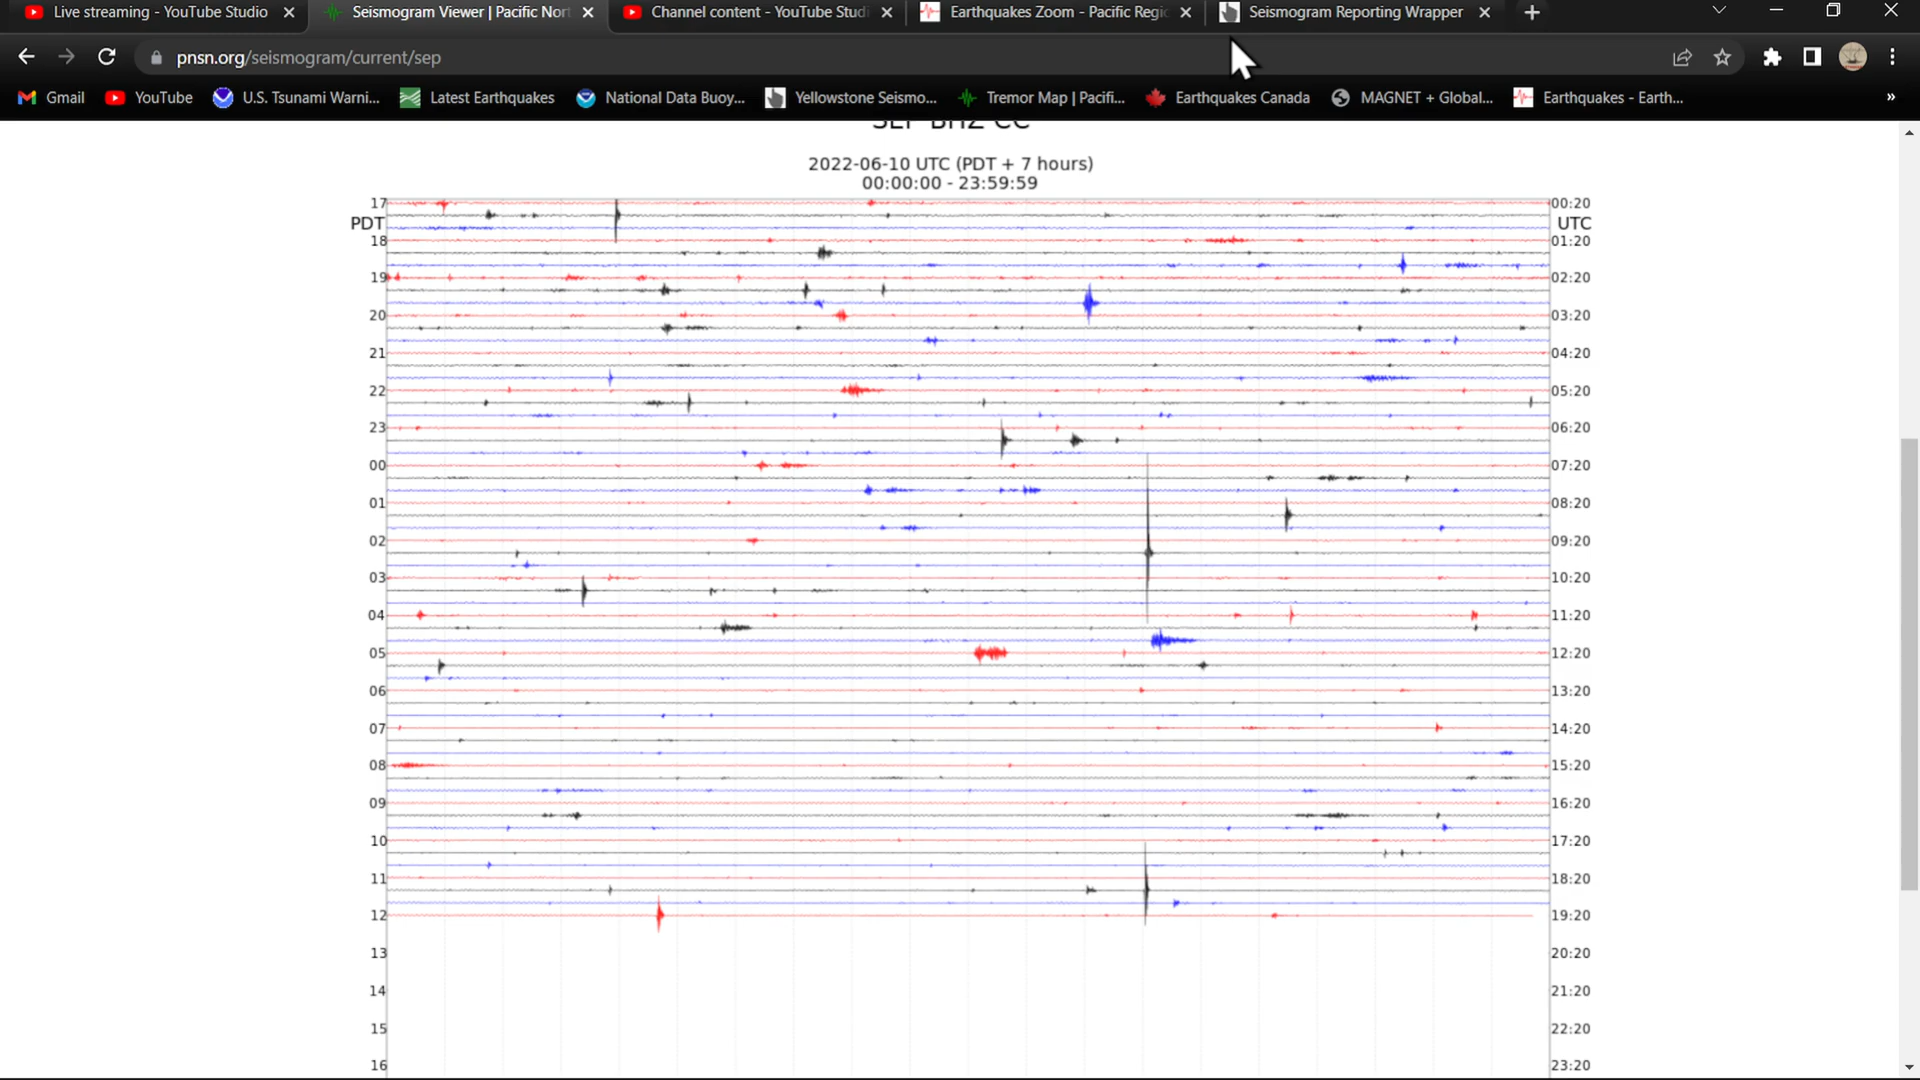 Live streaming - YouTube Studio
Seismogram Viewer | Pacific Nort
Channel content - YouTube Studi
Earthquakes Zoom - Pacific Regio
Seismogram Reporting Wrapper
pnsn.org/seismogram/current/sep
Gmail
YouTube
U.S. Tsunami Warni...
Latest Earthquakes
National Data Buoy...
Yellowstone Seismo...
Tremor Map | Pacifi...
Earthquakes Canada
MAGNET + Global...
Earthquakes - Earth...
»
SEP BHZ CC
2022-06-10 UTC (PDT + 7 hours)
00:00:00 - 23:59:59
17 00:20
PDT UTC
18 01:20
19 02:20
20 03:20
21 04:20
22 05:20
23 06:20
00 07:20
01 08:20
02 09:20
03 10:20
04 11:20
05 12:20
06 13:20
07 14:20
08 15:20
09 16:20
10 17:20
11 18:20
12 19:20
13 20:20
14 21:20
15 22:20
16 23:20